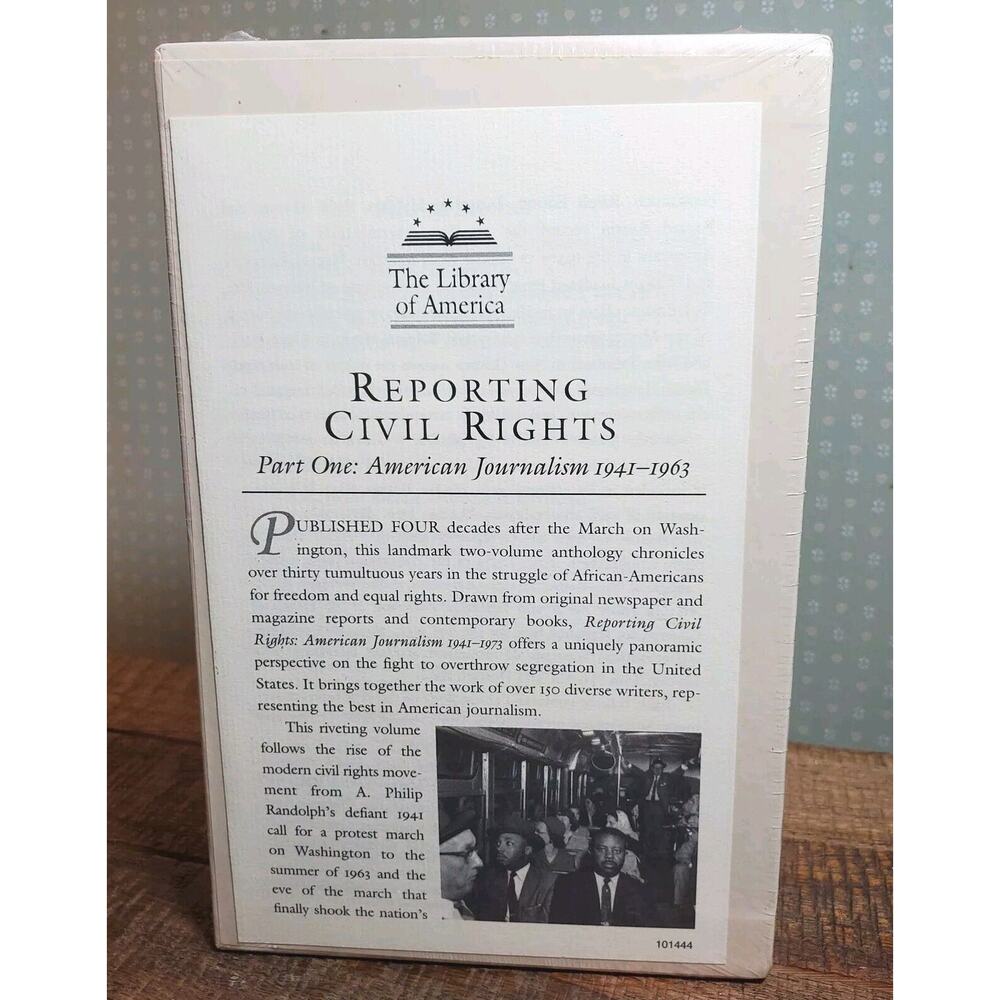 The Library
of America
REPORTING
CIVIL RIGHTS
Part One: American Journalism 1941–1963
PUBLISHED FOUR decades after the March on Wash-
ington, this landmark two-volume anthology chronicles
over thirty tumultuous years in the struggle of African-Americans
for freedom and equal rights. Drawn from original newspaper and
magazine reports and contemporary books, Reporting Civil
Rights: American Journalism 1941–1973 offers a uniquely panoramic
perspective on the fight to overthrow segregation in the United
States. It brings together the work of over 150 diverse writers, rep-
resenting the best in American journalism.
This riveting volume
follows the rise of the
modern civil rights move-
ment from A. Philip
Randolph's defiant 1941
call for a protest march
on Washington to the
summer of 1963 and the
eve of the march that
finally shook the nation's
101444